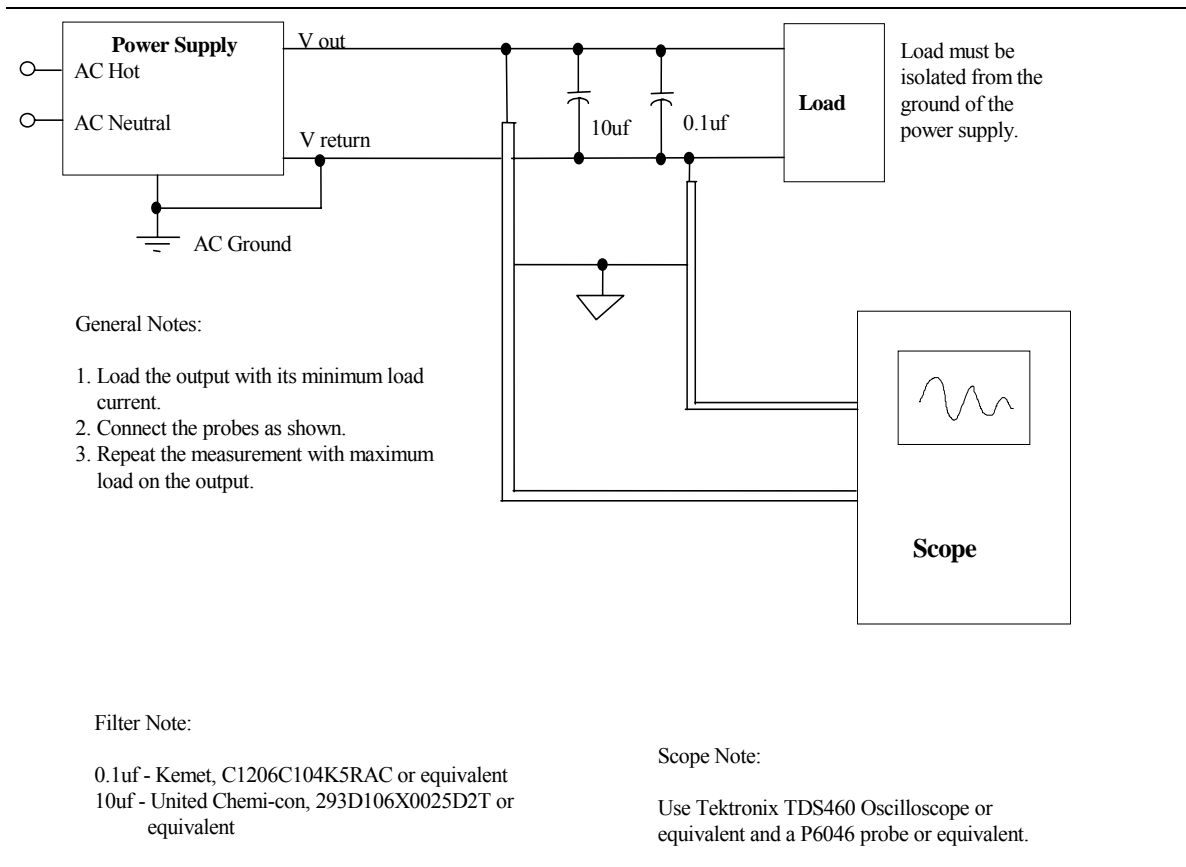 Power Supply
V out
AC Hot
AC Neutral
V return
AC Ground
10uf
0.1uf
Load
Load must be
isolated from the
ground of the
power supply.
General Notes:
1. Load the output with its minimum load
current.
2. Connect the probes as shown.
3. Repeat the measurement with maximum
load on the output.
Scope
Filter Note:
0.1uf - Kemet, C1206C104K5RAC or equivalent
10uf - United Chemi-con, 293D106X0025D2T or
equivalent
Scope Note:
Use Tektronix TDS460 Oscilloscope or
equivalent and a P6046 probe or equivalent.